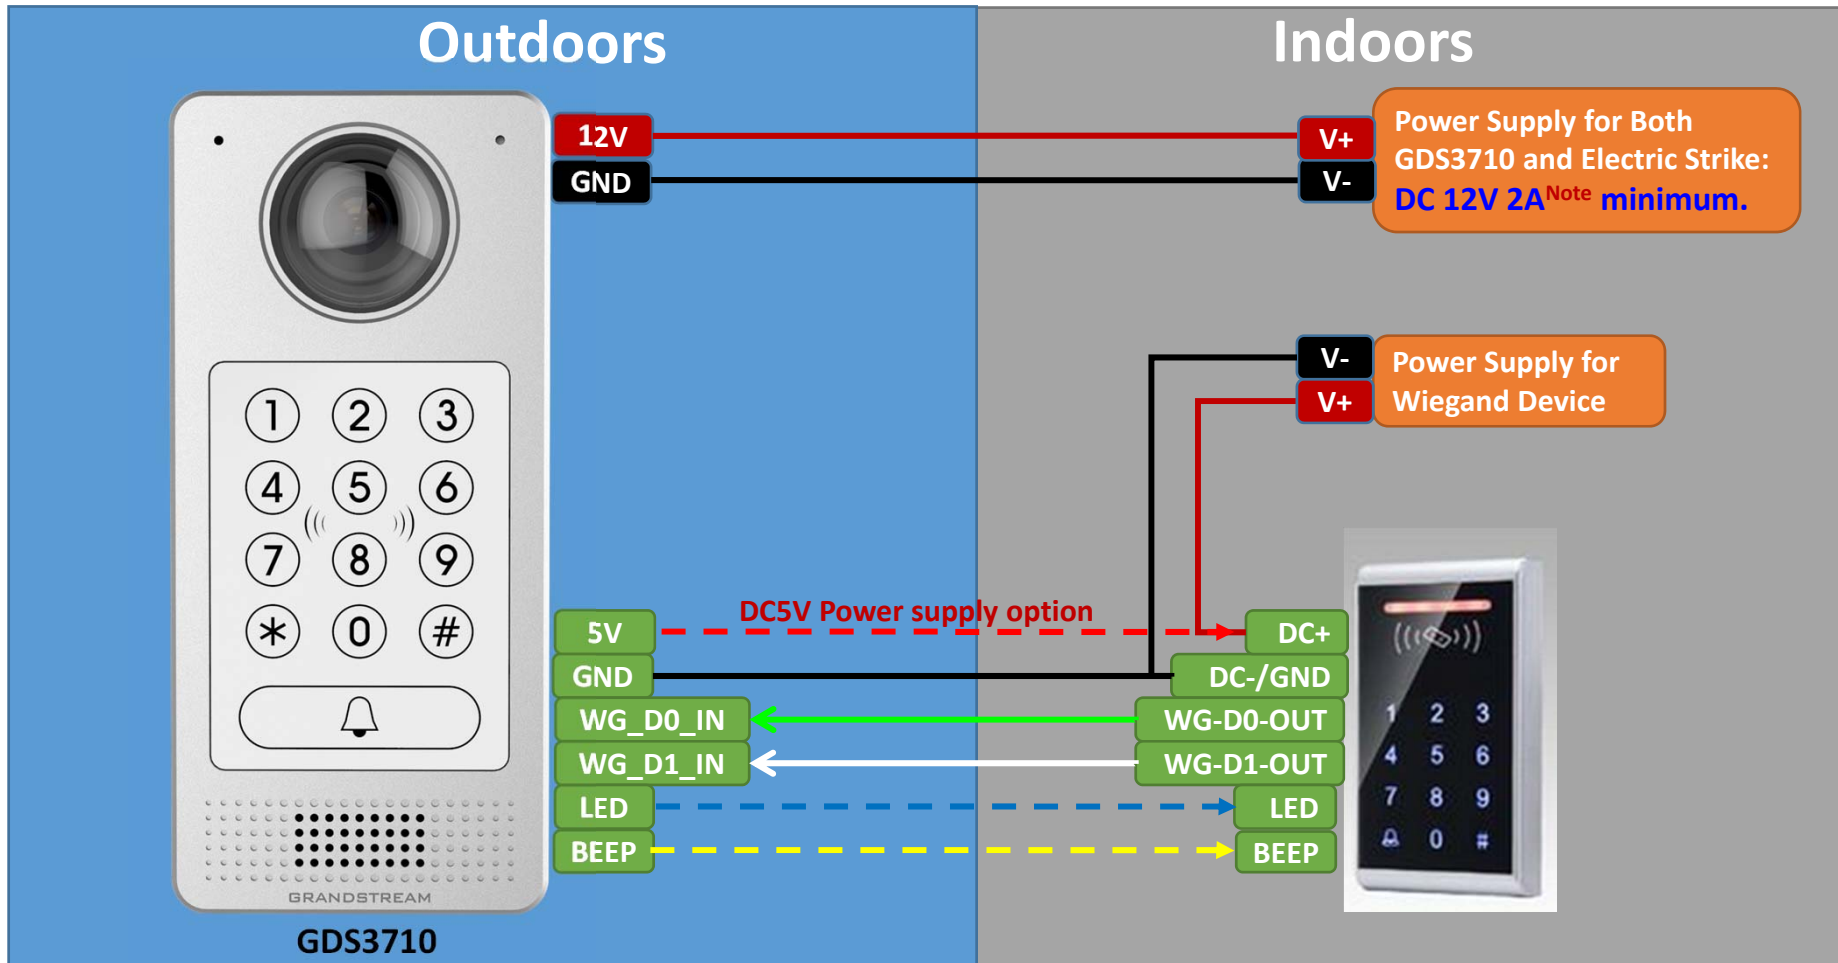 Outdoors
Indoors
12V
GND
V+
V-
Power Supply for Both
GDS3710 and Electric Strike:
DC 12V 2A Note minimum.
V-
V+
Power Supply for
Wiegand Device
1 2 3
4 5 6
7 8 9
* 0 #
DC5V Power supply option
5V
GND
WG_D0_IN
WG_D1_IN
LED
BEEP
DC+
DC-/GND
WG-D0-OUT
WG-D1-OUT
LED
BEEP
1 2 3
4 5 6
7 8 9
0 #
GRANDSTREAM
GDS3710